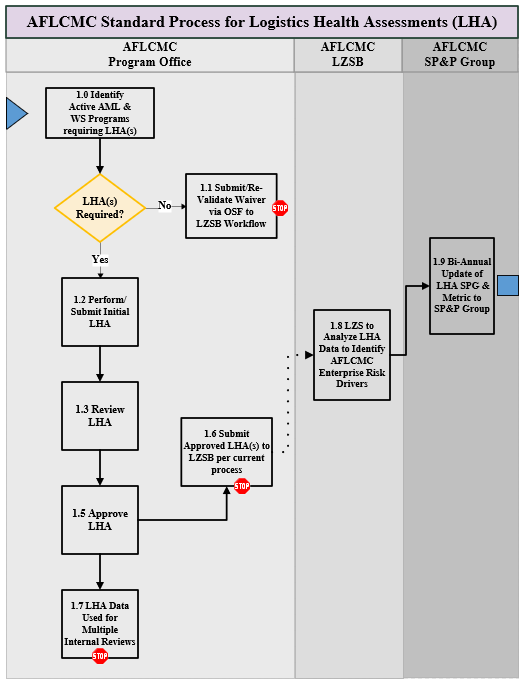 AFLCMC Standard Process for Logistics Health Assessments (LHA)
AFLCMC
Program Office
AFLCMC
LZSB
AFLCMC
SP&P Group
1.0 Identify
Active AML &
WS Programs
requiring LHA(s)
LHA(s)
Required?
No
1.1 Submit/Re-
Validate Waiver
via OSF to
LZSB Workflow
STOP
Yes
1.2 Perform/
Submit Initial
LHA
1.3 Review
LHA
1.5 Approve
LHA
1.6 Submit
Approved LHA(s) to
LZSB per current
process
STOP
1.7 LHA Data
Used for
Multiple
Internal Reviews
STOP
1.8 LZS to
Analyze LHA
Data to Identify
AFLCMC
Enterprise Risk
Drivers
1.9 Bi-Annual
Update of
LHA SPG &
Metric to
SP&P Group